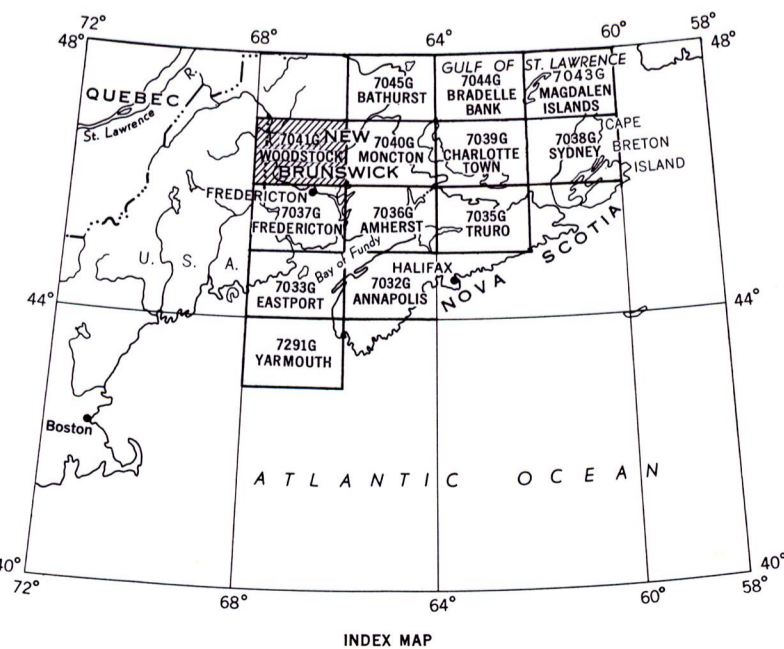 72°
68°
64°
60°
58°
48°
48°
QUEBEC
R.
St. Lawrence
7045G
BATHURST
GULF OF ST. LAWRENCE
7044G
BRADELLE
BANK
7043G
MAGDALEN
ISLANDS
7041G
WOODSTOCK
NEW
BRUNSWICK
7040G
MONCTON
7039G
CHARLOTTE
TOWN
7038G
SYDNEY
CAPE
BRETON
ISLAND
FREDERICTON
7037G
FREDERICTON
7036G
AMHERST
7035G
TRURO
U. S. A.
Bay of Fundy
HALIFAX
NOVA SCOTIA
7033G
EASTPORT
7032G
ANNAPOLIS
44°
44°
7291G
YARMOUTH
Boston
ATLANTIC OCEAN
40°
40°
72°
68°
64°
60°
58°
INDEX MAP